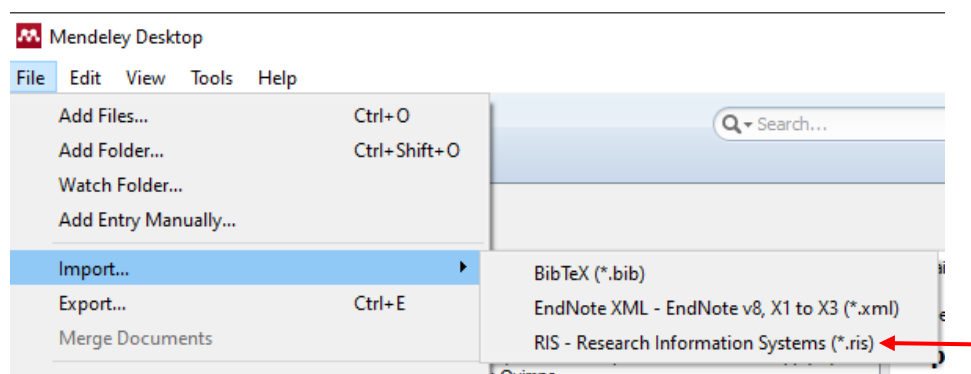 Mendeley Desktop
File Edit View Tools Help
Add Files... Ctrl+O
Add Folder... Ctrl+Shift+O
Watch Folder...
Add Entry Manually...
Import...
Export... Ctrl+E
Merge Documents
Search...
BibTeX (*.bib)
EndNote XML - EndNote v8, X1 to X3 (*.xml)
RIS - Research Information Systems (*.ris)